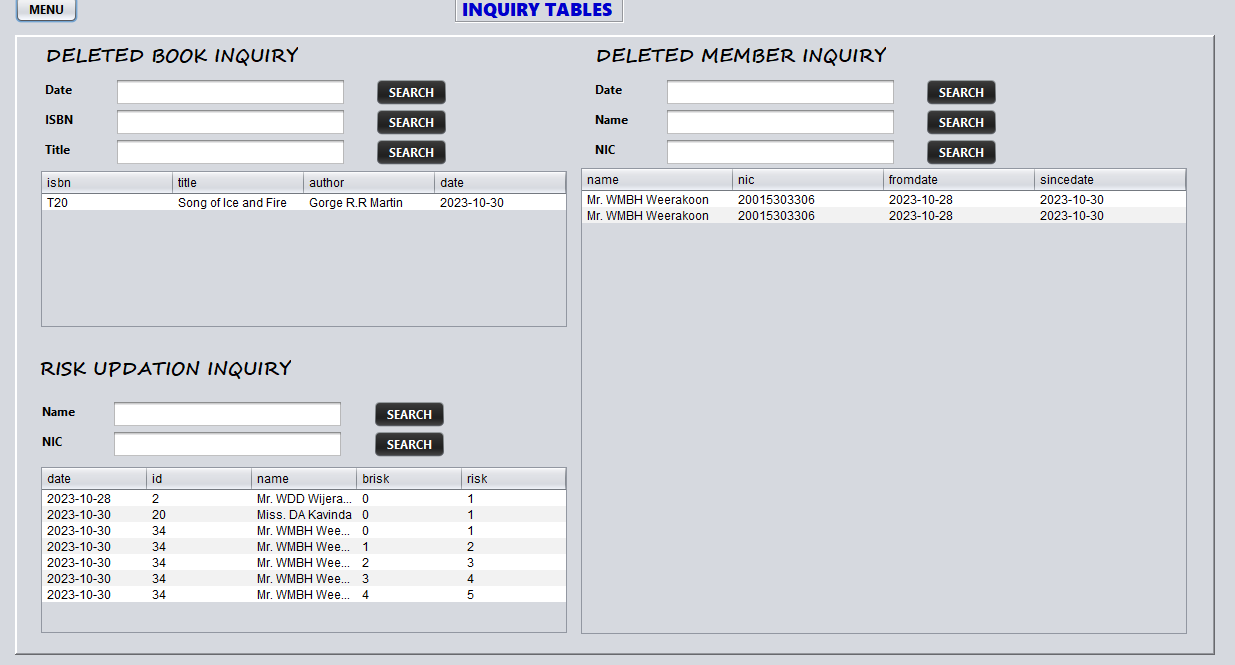 MENU
INQUIRY TABLES
DELETED BOOK INQUIRY
Date SEARCH
ISBN SEARCH
Title SEARCH
isbn title author date
T20 Song of Ice and Fire Gorge R.R Martin 2023-10-30
RISK UPDATION INQUIRY
Name SEARCH
NIC SEARCH
date id name brisk risk
2023-10-28 2 Mr. WDD Wijera... 0 1
2023-10-30 20 Miss. DA Kavinda 0 1
2023-10-30 34 Mr. WMBH Wee... 0 1
2023-10-30 34 Mr. WMBH Wee... 1 2
2023-10-30 34 Mr. WMBH Wee... 2 3
2023-10-30 34 Mr. WMBH Wee... 3 4
2023-10-30 34 Mr. WMBH Wee... 4 5
DELETED MEMBER INQUIRY
Date SEARCH
Name SEARCH
NIC SEARCH
name nic fromdate sincedate
Mr. WMBH Weerakoon 20015303306 2023-10-28 2023-10-30
Mr. WMBH Weerakoon 20015303306 2023-10-28 2023-10-30